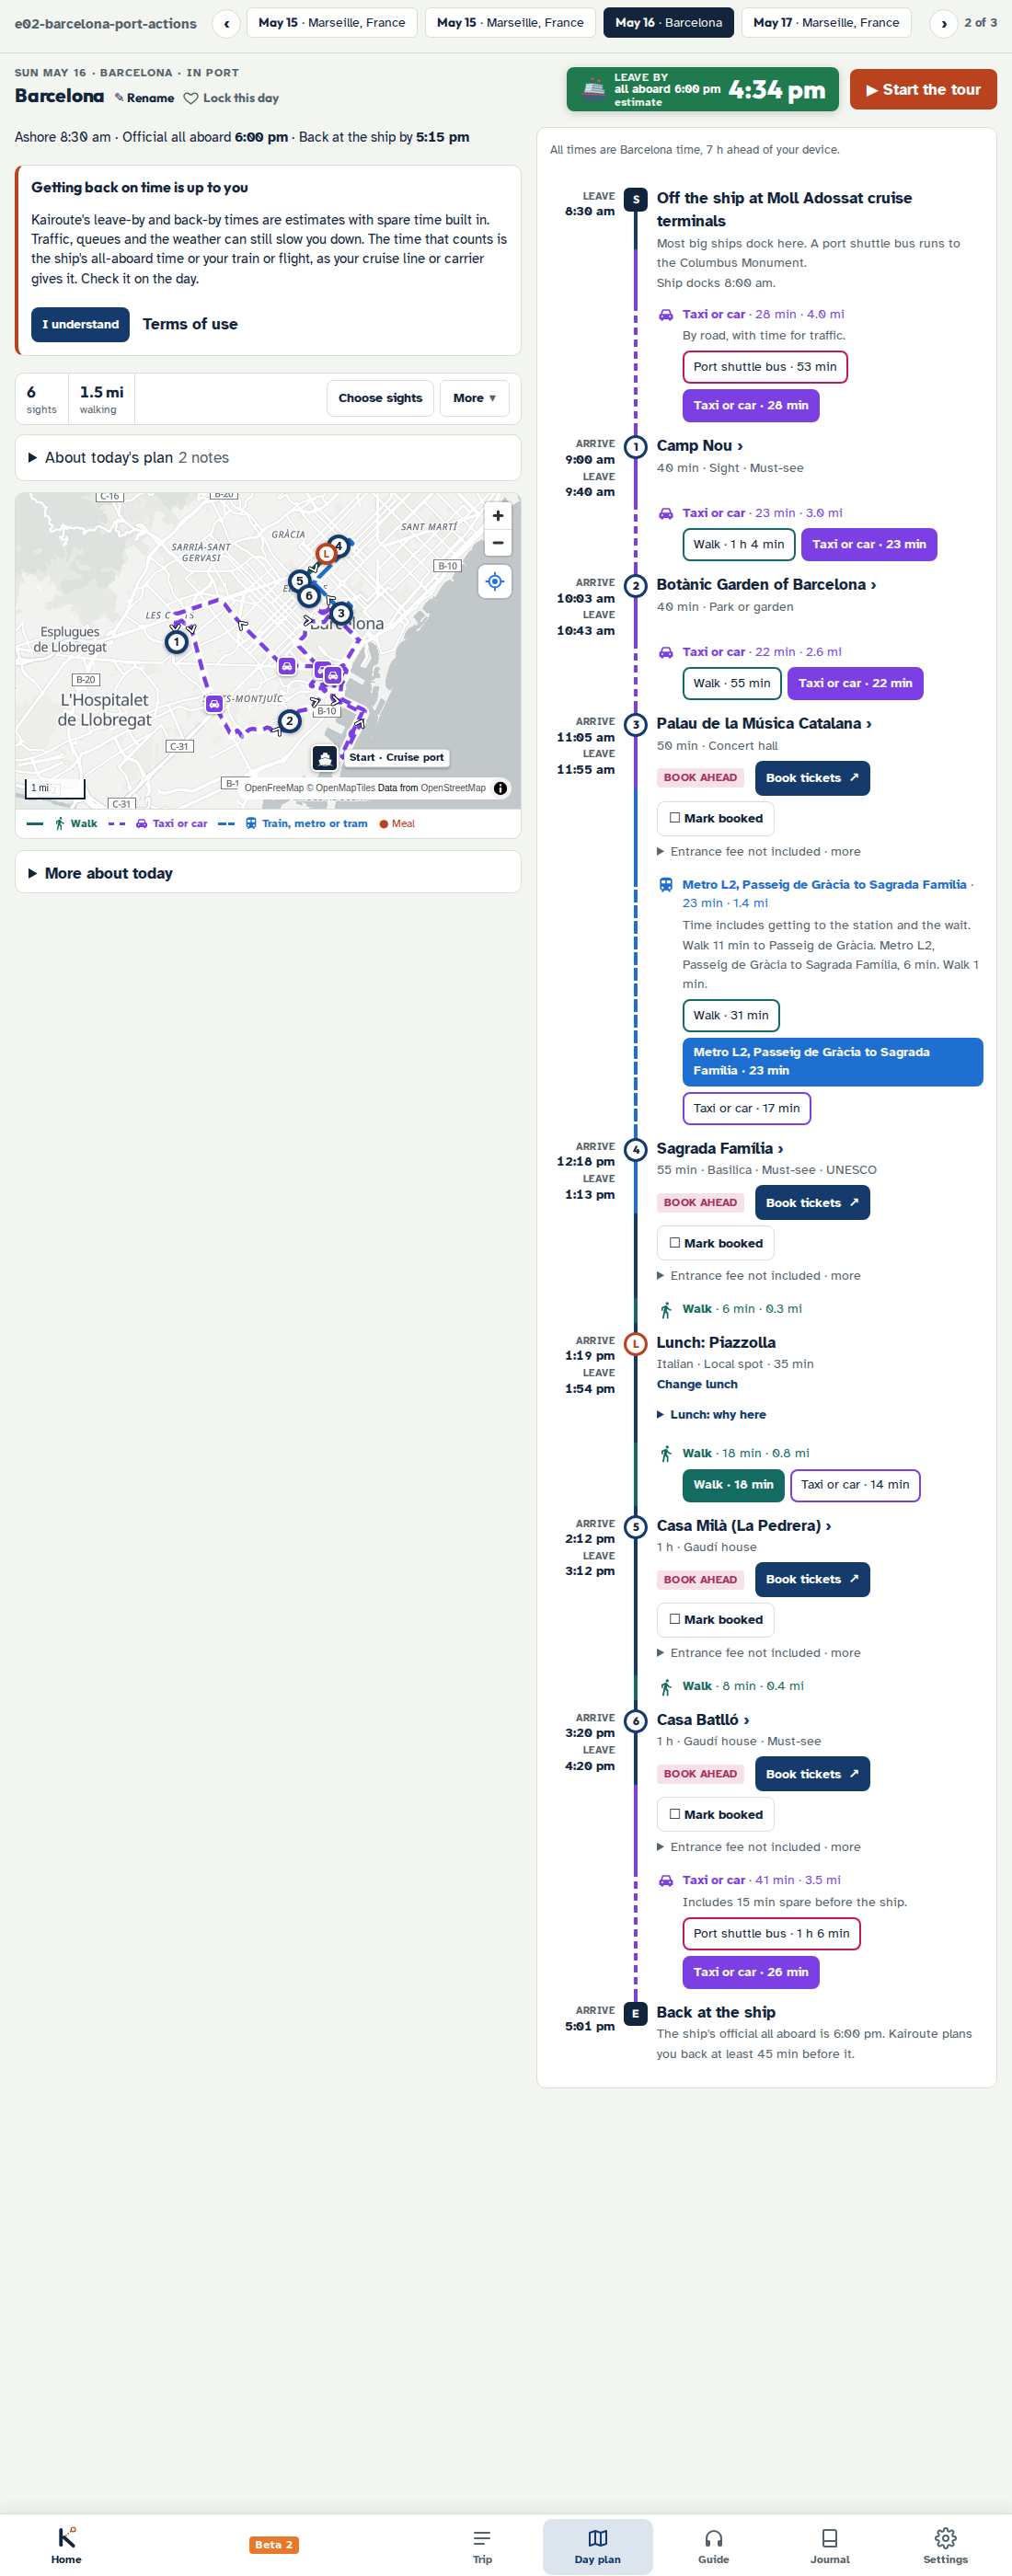 e02-barcelona-port-actions
‹
May 15 · Marseille, France
May 15 · Marseille, France
May 16 · Barcelona
May 17 · Marseille, France
›
2 of 3
SUN MAY 16 · BARCELONA · IN PORT
Barcelona
✎ Rename
Lock this day
LEAVE BY
all aboard 6:00 pm
estimate
4:34 pm
▶ Start the tour
Ashore 8:30 am · Official all aboard 6:00 pm · Back at the ship by 5:15 pm
Getting back on time is up to you
Kairoute's leave-by and back-by times are estimates with spare time built in.
Traffic, queues and the weather can still slow you down. The time that counts is
the ship's all-aboard time or your train or flight, as your cruise line or carrier
gives it. Check it on the day.
I understand
Terms of use
6
sights
1.5 mi
walking
Choose sights
More ▼
▶ About today's plan 2 notes
C-16
B-20
SANT MARTÍ
GRÀCIA
SARRIÀ-SANT
GERVASI
B-10
4
L
5
6
3
LES C
TS
1
Esplugues
de Llobregat
B-20
L'Hospitalet
de Llobregat
TS-MONTJUÏC
2
B-10
C-31
Start · Cruise port
B-1
1 mi
C-31
OpenFreeMap © OpenMapTiles Data from OpenStreetMap
Walk
Taxi or car
Train, metro or tram
Meal
▶ More about today
All times are Barcelona time, 7 h ahead of your device.
LEAVE
8:30 am
S
Off the ship at Moll Adossat cruise
terminals
Most big ships dock here. A port shuttle bus runs to
the Columbus Monument.
Ship docks 8:00 am.
Taxi or car · 28 min · 4.0 mi
By road, with time for traffic.
Port shuttle bus · 53 min
Taxi or car · 28 min
ARRIVE
9:00 am
LEAVE
9:40 am
1
Camp Nou ›
40 min · Sight · Must-see
Taxi or car · 23 min · 3.0 mi
Walk · 1 h 4 min
Taxi or car · 23 min
ARRIVE
10:03 am
LEAVE
10:43 am
2
Botànic Garden of Barcelona ›
40 min · Park or garden
Taxi or car · 22 min · 2.6 mi
Walk · 55 min
Taxi or car · 22 min
ARRIVE
11:05 am
LEAVE
11:55 am
3
Palau de la Música Catalana ›
50 min · Concert hall
BOOK AHEAD
Book tickets ↗
☐ Mark booked
▶ Entrance fee not included · more
Metro L2, Passeig de Gràcia to Sagrada Família ·
23 min · 1.4 mi
Time includes getting to the station and the wait.
Walk 11 min to Passeig de Gràcia. Metro L2,
Passeig de Gràcia to Sagrada Família, 6 min. Walk 1
min.
Walk · 31 min
Metro L2, Passeig de Gràcia to Sagrada
Família · 23 min
Taxi or car · 17 min
ARRIVE
12:18 pm
LEAVE
1:13 pm
4
Sagrada Família ›
55 min · Basilica · Must-see · UNESCO
BOOK AHEAD
Book tickets ↗
☐ Mark booked
▶ Entrance fee not included · more
Walk · 6 min · 0.3 mi
ARRIVE
1:19 pm
LEAVE
1:54 pm
L
Lunch: Piazzolla
Italian · Local spot · 35 min
Change lunch
▶ Lunch: why here
Walk · 18 min · 0.8 mi
Walk · 18 min
Taxi or car · 14 min
ARRIVE
2:12 pm
LEAVE
3:12 pm
5
Casa Milà (La Pedrera) ›
1 h · Gaudí house
BOOK AHEAD
Book tickets ↗
☐ Mark booked
▶ Entrance fee not included · more
Walk · 8 min · 0.4 mi
ARRIVE
3:20 pm
LEAVE
4:20 pm
6
Casa Batlló ›
1 h · Gaudí house · Must-see
BOOK AHEAD
Book tickets ↗
☐ Mark booked
▶ Entrance fee not included · more
Taxi or car · 41 min · 3.5 mi
Includes 15 min spare before the ship.
Port shuttle bus · 1 h 6 min
Taxi or car · 26 min
ARRIVE
5:01 pm
E
Back at the ship
The ship's official all aboard is 6:00 pm. Kairoute plans
you back at least 45 min before it.
Home
Beta 2
Trip
Day plan
Guide
Journal
Settings